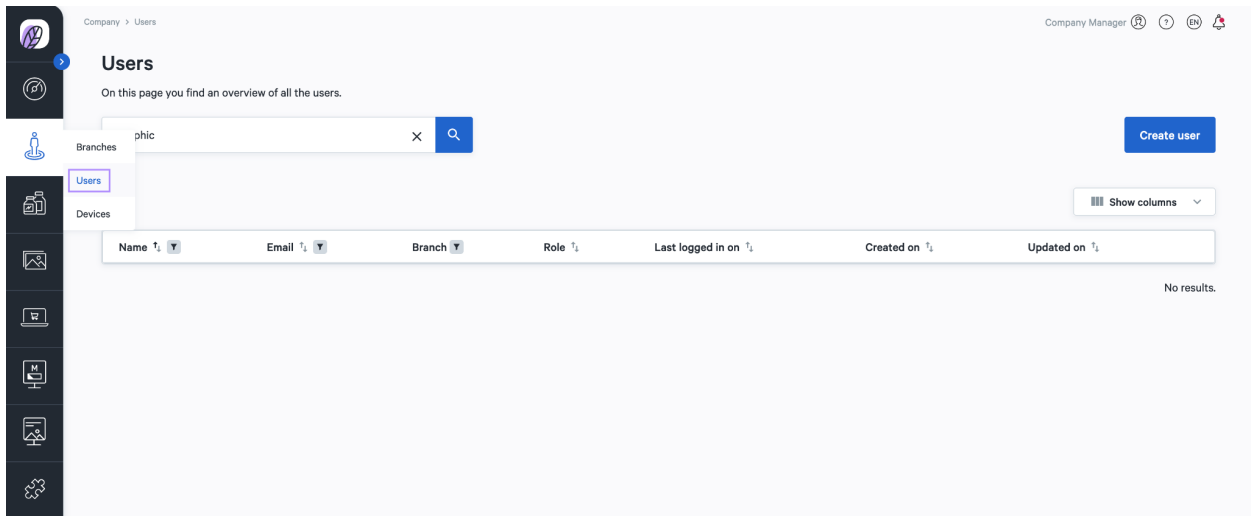 Company > Users
Company Manager ? EN
Users
On this page you find an overview of all the users.
phic
Create user
Branches
Users
Devices
Show columns
Name Email Branch Role Last logged in on Created on Updated on
No results.
M